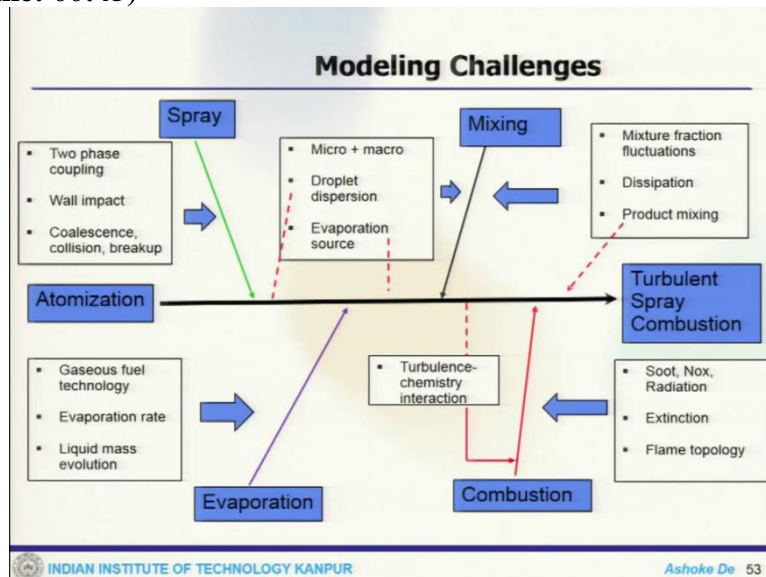 Modeling Challenges
Spray
Mixing
Two phase
coupling
Wall impact
Coalescence,
collision, breakup
Micro + macro
Droplet
dispersion
Evaporation
source
Mixture fraction
fluctuations
Dissipation
Product mixing
Atomization
Turbulent
Spray
Combustion
Gaseous fuel
technology
Evaporation rate
Liquid mass
evolution
Turbulence-
chemistry
interaction
Soot, Nox,
Radiation
Extinction
Flame topology
Evaporation
Combustion
INDIAN INSTITUTE OF TECHNOLOGY KANPUR
Ashoke De 53